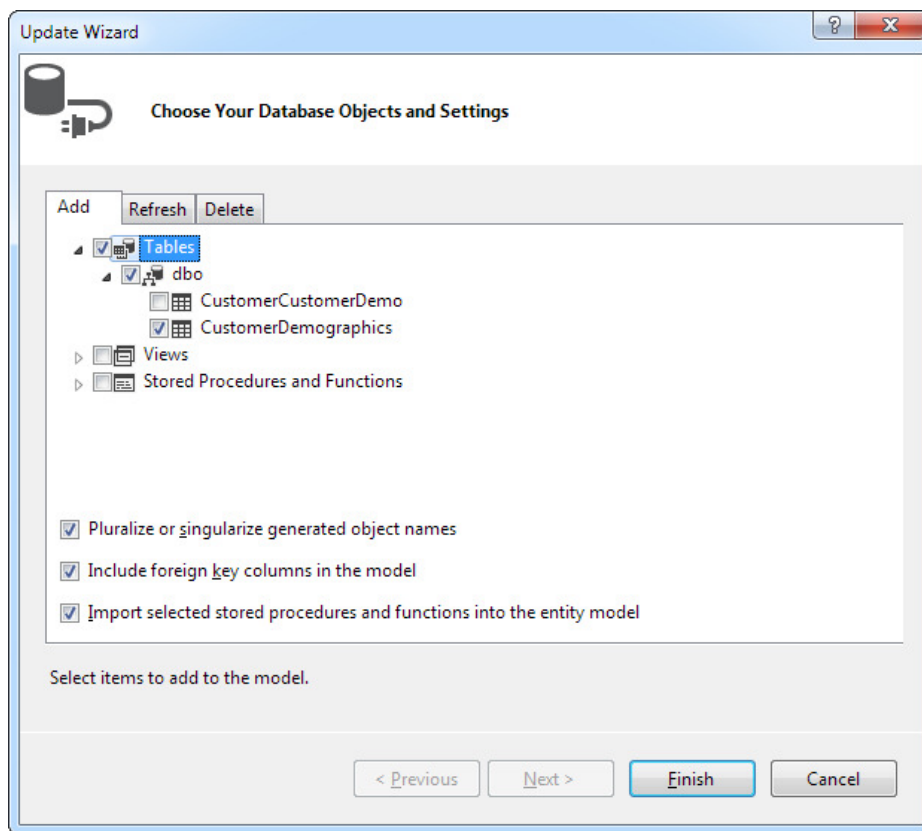 Update Wizard
Choose Your Database Objects and Settings
Add Refresh Delete
Tables
dbo
CustomerCustomerDemo
CustomerDemographics
Views
Stored Procedures and Functions
Pluralize or singularize generated object names
Include foreign key columns in the model
Import selected stored procedures and functions into the entity model
Select items to add to the model.
< Previous Next > Finish Cancel